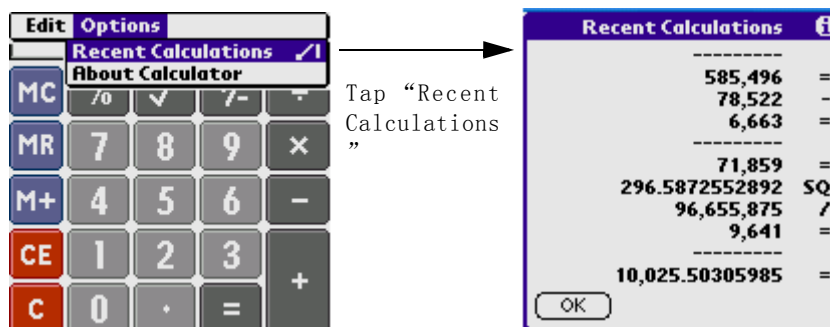 Edit Options
Recent Calculations /I
About Calculator
MC
MR 7 8 9 ×
M+ 4 5 6 −
CE 1 2 3 +
C 0 . =
Tap “Recent
Calculations
”
Recent Calculations i
----------
585,496 =
78,522 -
6,663 =
----------
71,859 =
296.5872552892 SQ
96,655,875 /
9,641 =
----------
10,025.50305985 =
OK